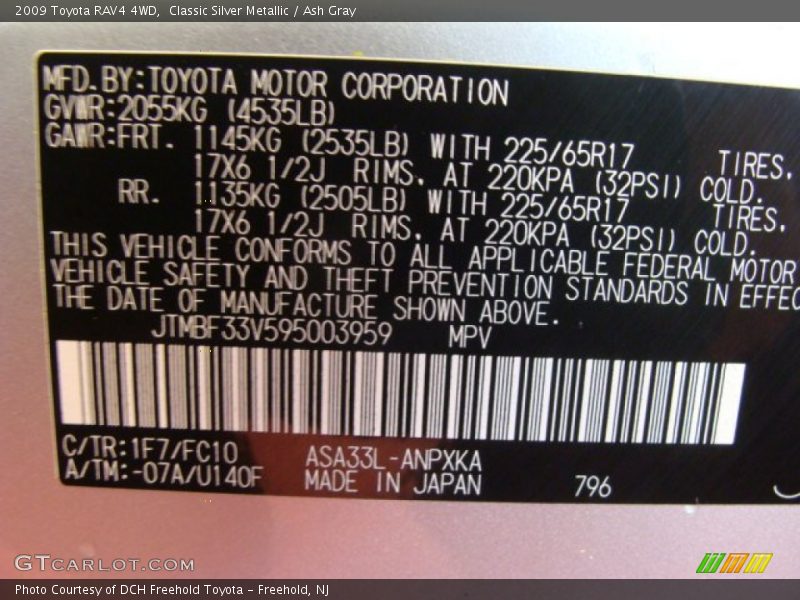 2009 Toyota RAV4 4WD,  Classic Silver Metallic / Ash Gray
MFD.BY:TOYOTA MOTOR CORPORATION
GVWR:2055KG (4535LB)
GAWR:FRT. 1145KG (2535LB) WITH 225/65R17 TIRES.
17X6 1/2J RIMS. AT 220KPA (32PSI) COLD.
RR. 1135KG (2505LB) WITH 225/65R17 TIRES.
17X6 1/2J RIMS. AT 220KPA (32PSI) COLD.
THIS VEHICLE CONFORMS TO ALL APPLICABLE FEDERAL MOTOR
VEHICLE SAFETY AND THEFT PREVENTION STANDARDS IN EFFEC
THE DATE OF MANUFACTURE SHOWN ABOVE.
JTMBF33V595003959 MPV
C/TR:1F7/FC10 ASA33L-ANPXKA
A/TM:-07A/U140F MADE IN JAPAN 796
GTCARLOT.COM
Photo Courtesy of DCH Freehold Toyota - Freehold, NJ